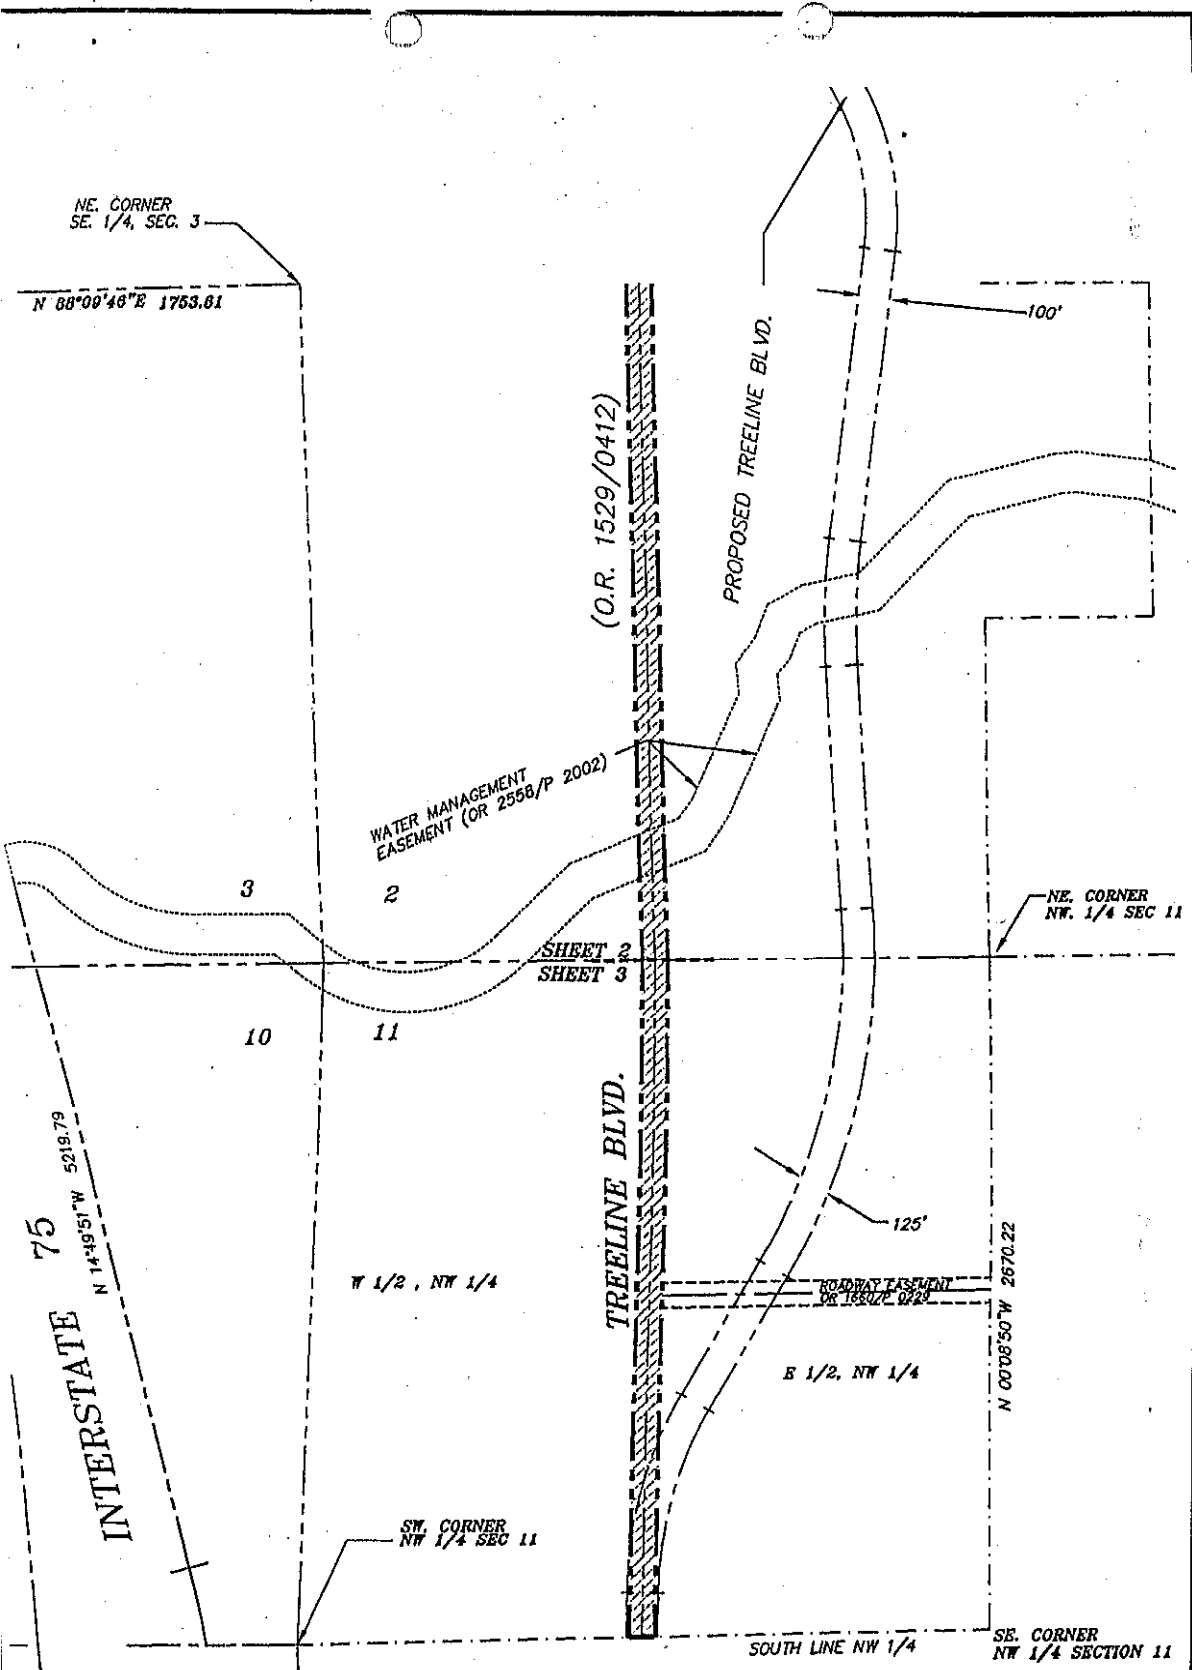 NE. CORNER
SE. 1/4, SEC. 3
N 88°09'46"E 1753.61
100'
PROPOSED TREELINE BLVD.
(O.R. 1529/0412)
WATER MANAGEMENT
EASEMENT (OR 2558/P 2002)
3
2
NE. CORNER
NW. 1/4 SEC 11
SHEET 2
SHEET 3
10
11
TREELINE BLVD.
125'
INTERSTATE 75
N 14°49'51"W 5219.79
W 1/2 , NW 1/4
ROADWAY EASEMENT
OR 1660/P 0229
N 00°08'50"W 2670.22
E 1/2, NW 1/4
SW. CORNER
NW 1/4 SEC 11
SOUTH LINE NW 1/4
SE. CORNER
NW 1/4 SECTION 11